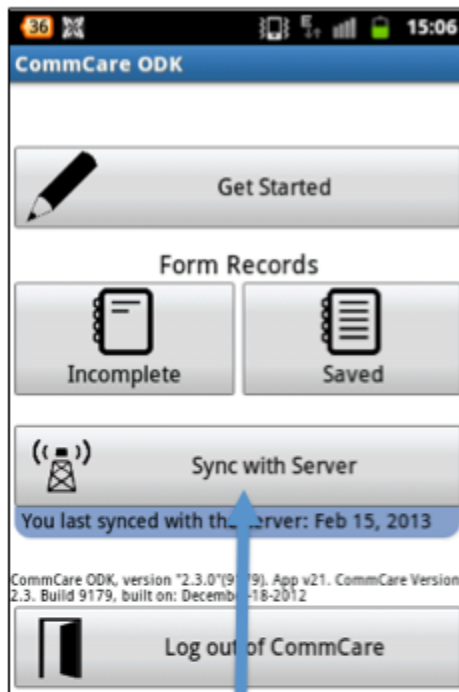 36 15:06
CommCare ODK
Get Started
Form Records
Incomplete Saved
Sync with Server
You last synced with the server: Feb 15, 2013
CommCare ODK, version "2.3.0"(9179). App v21. CommCare Version
2.3. Build 9179, built on: December-18-2012
Log out of CommCare